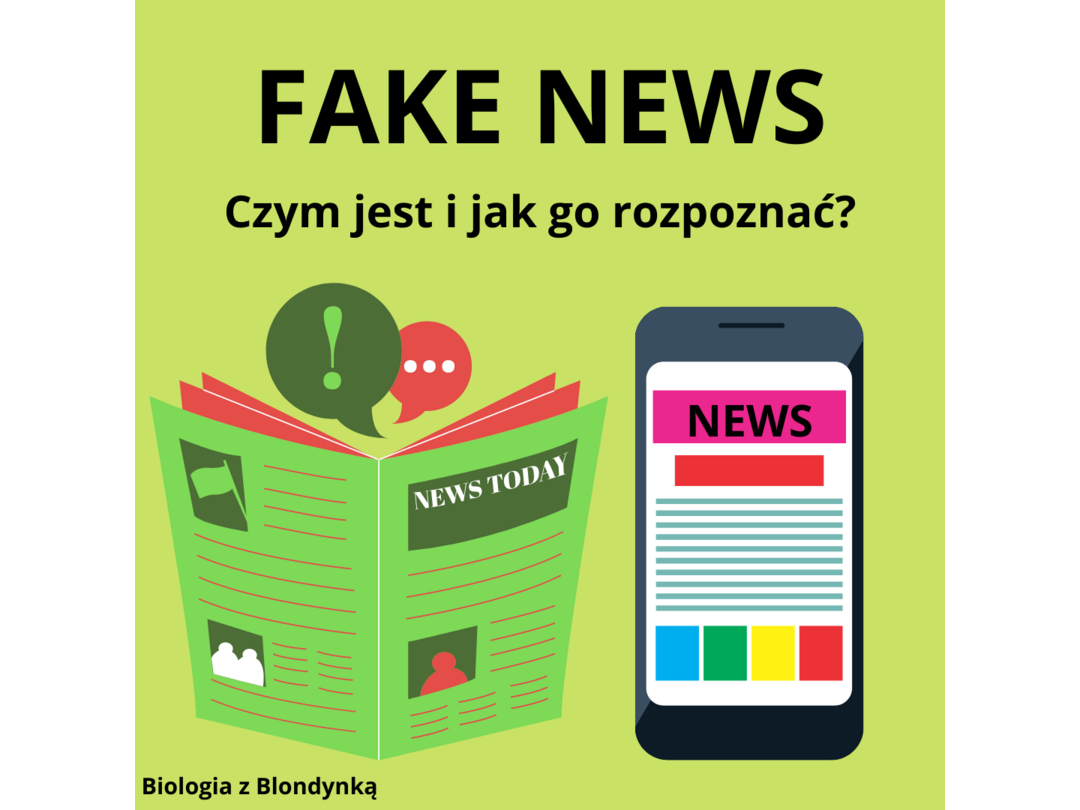 FAKE NEWS
Czym jest i jak go rozpoznać?
!
NEWS TODAY
NEWS
Biologia z Blondynką